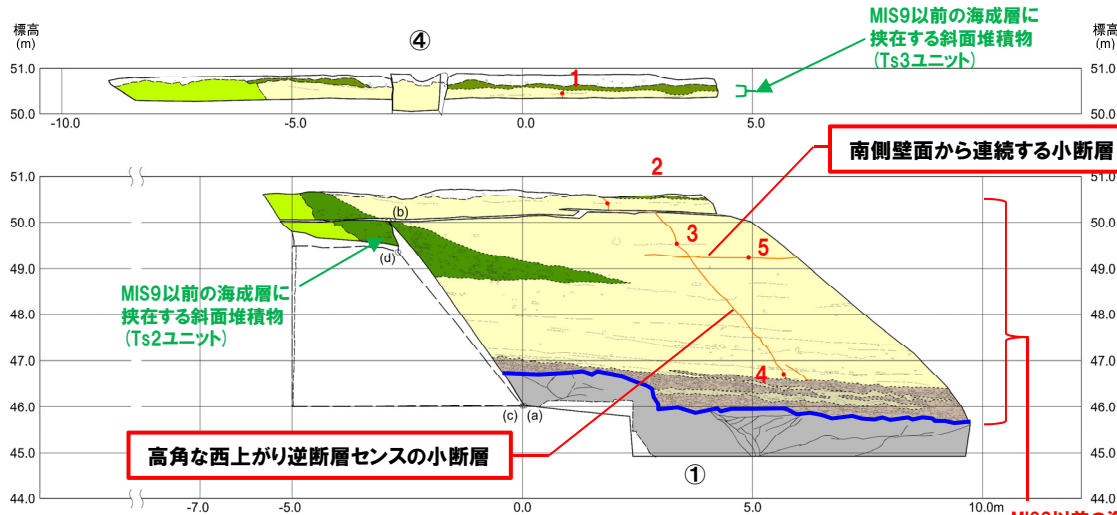 標高
(m)
④
MIS9以前の海成層に
挟在する斜面堆積物
(Ts3ユニット)
標高
(m)
51.0
1
51.0
50.0
50.0
-10.0
-5.0
0.0
5.0
南側壁面から連続する小断層
51.0
2
51.0
50.0
(b)
50.0
3
5
49.0
(d)
49.0
MIS9以前の海成層に
挟在する斜面堆積物
(Ts2ユニット)
48.0
48.0
47.0
4
47.0
46.0
(c)
(a)
46.0
高角な西上がり逆断層センスの小断層
45.0
①
45.0
44.0
44.0
-7.0
-5.0
0.0
5.0
10.0m